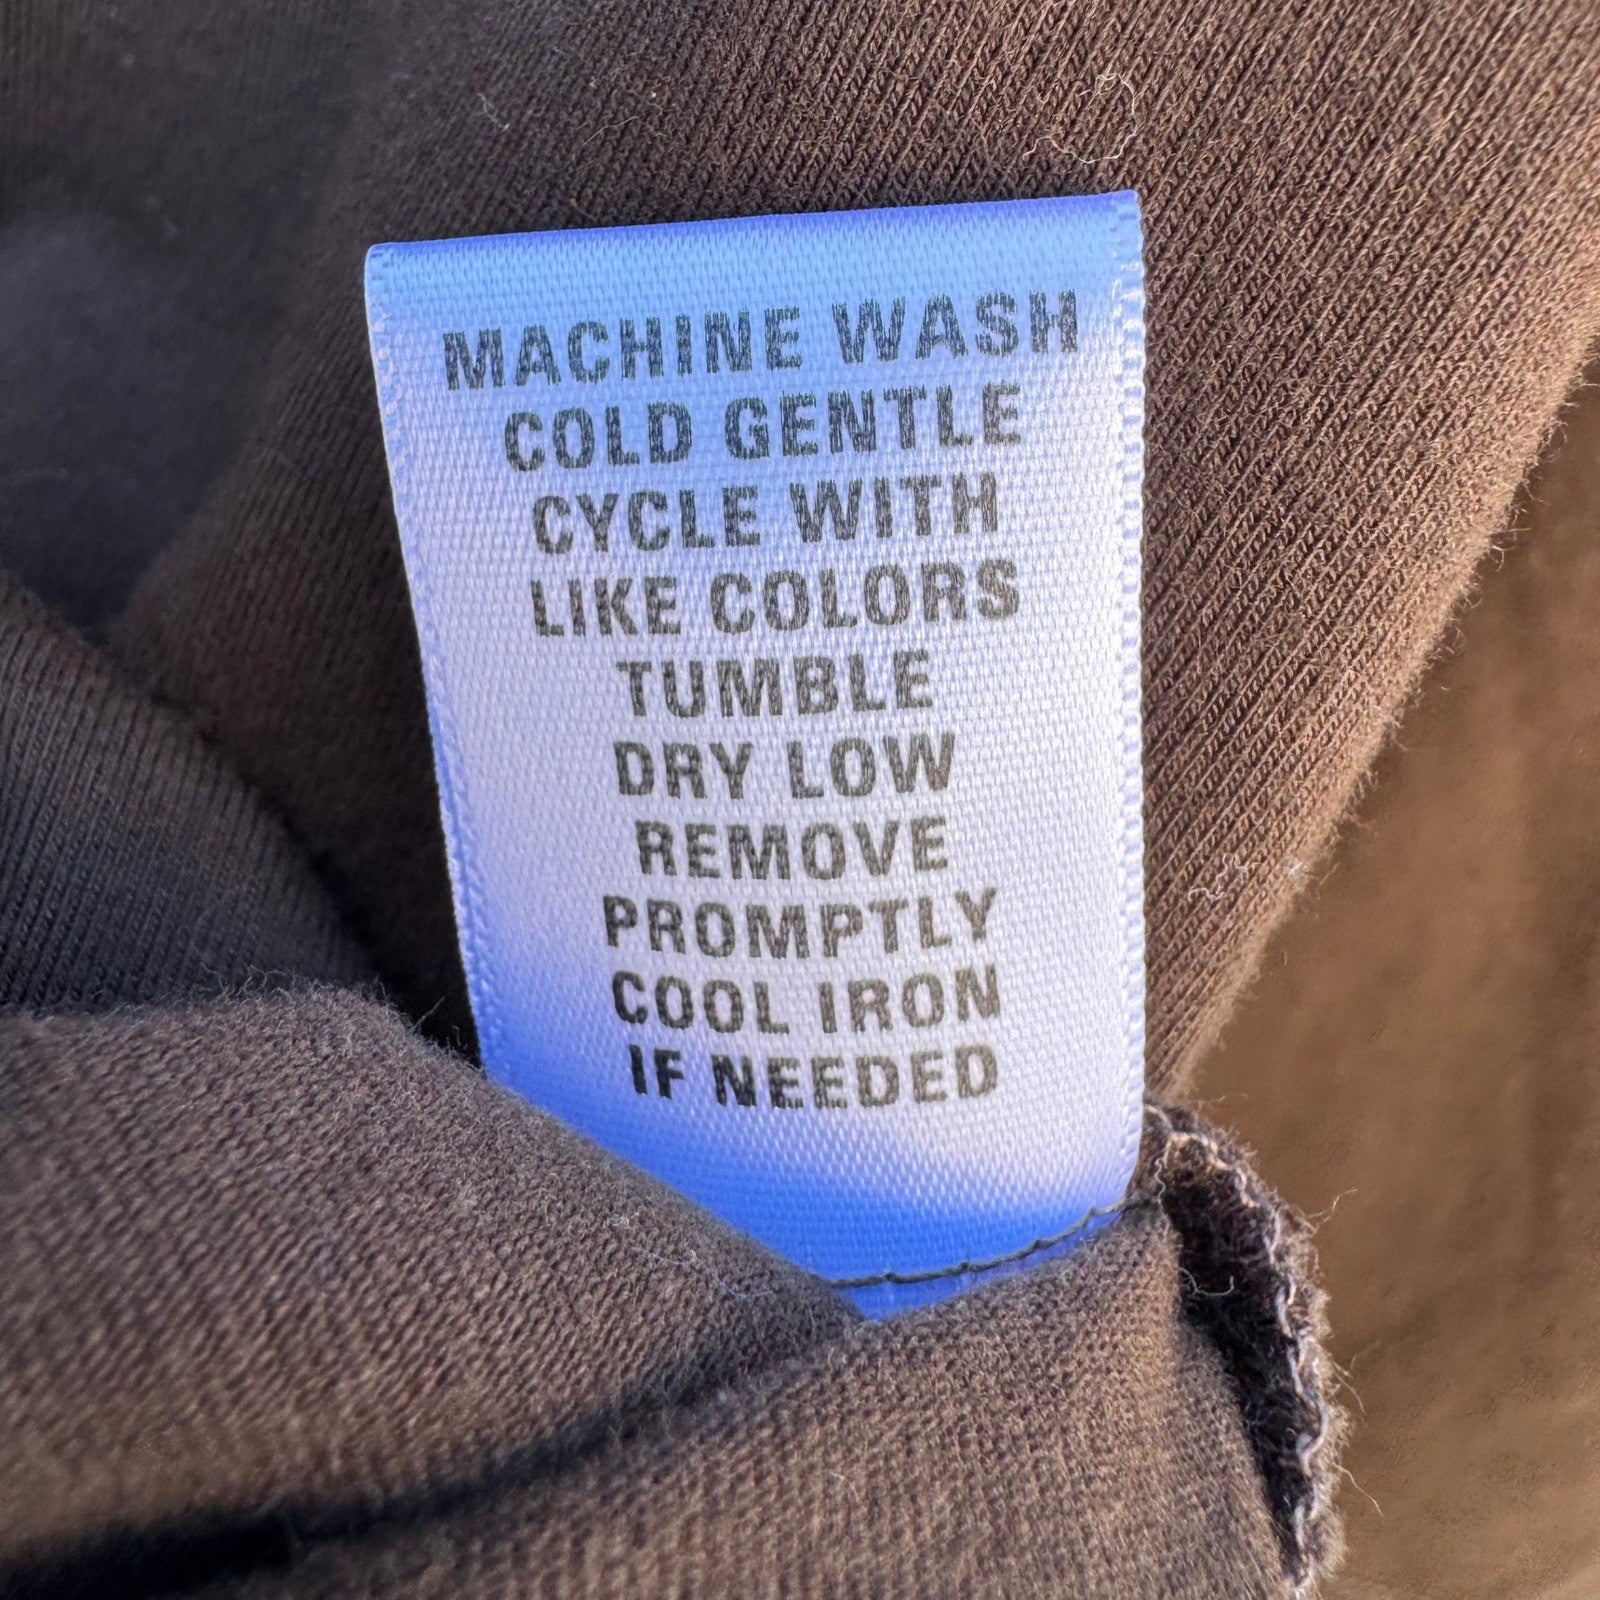 MACHINE WASH
COLD GENTLE
CYCLE WITH
LIKE COLORS
TUMBLE
DRY LOW
REMOVE
PROMPTLY
COOL IRON
IF NEEDED